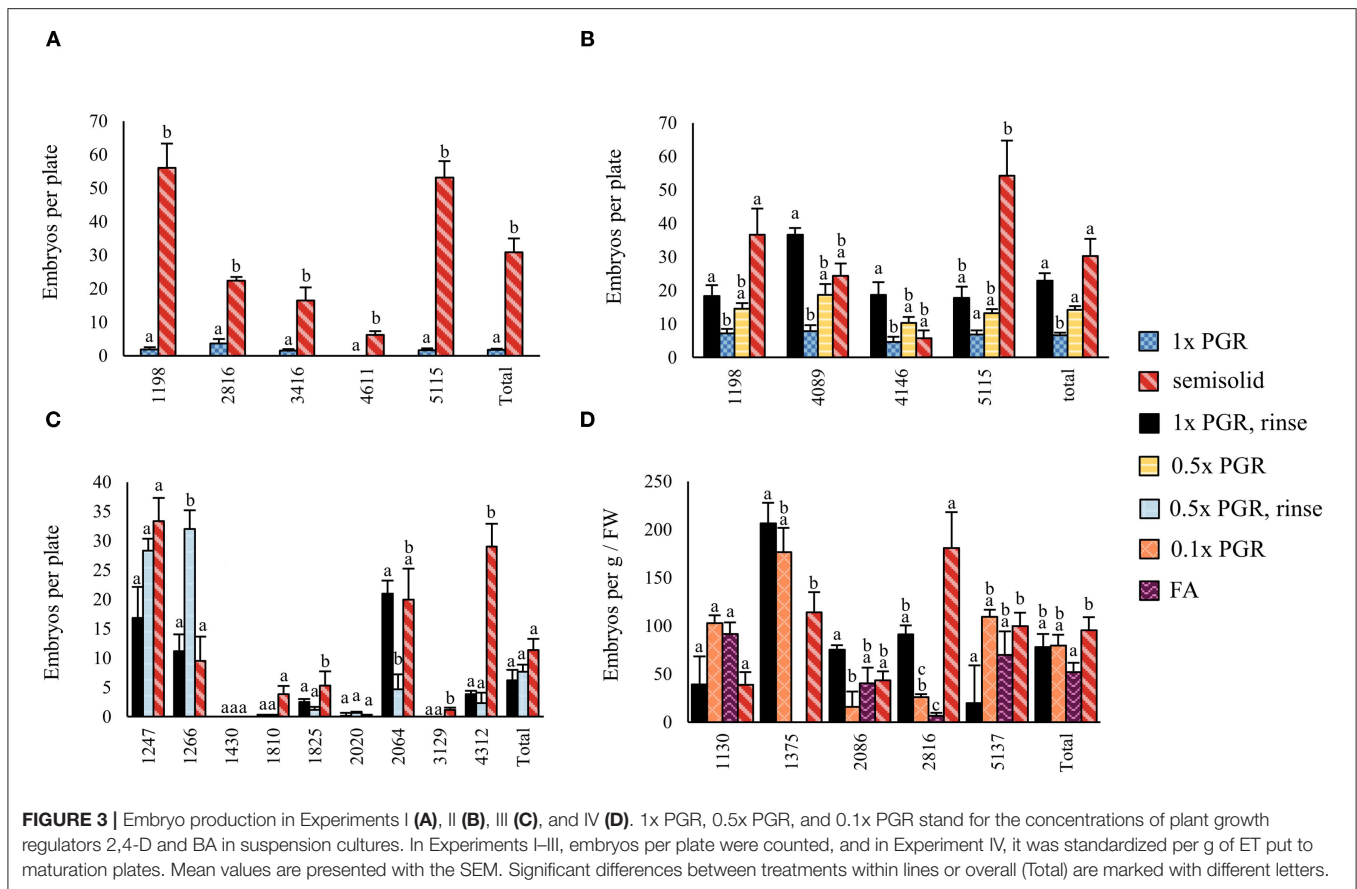 A
Embryos per plate
70
60
50
40
30
20
10
0
a b a b a b a b a b a b
1198 2816 3416 4611 5115 Total
B
Embryos per plate
70
60
50
40
30
20
10
0
a b b a a a b b a b a a b b a b a b a b a b a b a a
1198 4089 4146 5115 total
C
Embryos per plate
40
35
30
25
20
15
10
5
0
a a a a b a a a a a a b a a b a a a a b b a a a b a a b a a a
1247 1266 1430 1810 1825 2020 2064 3129 4312 Total
D
Embryos per g / FW
250
200
150
100
50
0
a a a a a b a b a b b a b a b a c b c a a b a b a b b a b a a b a
1130 1375 2086 2816 5137 Total
1x PGR
semisolid
1x PGR, rinse
0.5x PGR
0.5x PGR, rinse
0.1x PGR
FA
FIGURE 3 | Embryo production in Experiments I (A), II (B), III (C), and IV (D). 1x PGR, 0.5x PGR, and 0.1x PGR stand for the concentrations of plant growth
regulators 2,4-D and BA in suspension cultures. In Experiments I–III, embryos per plate were counted, and in Experiment IV, it was standardized per g of ET put to
maturation plates. Mean values are presented with the SEM. Significant differences between treatments within lines or overall (Total) are marked with different letters.